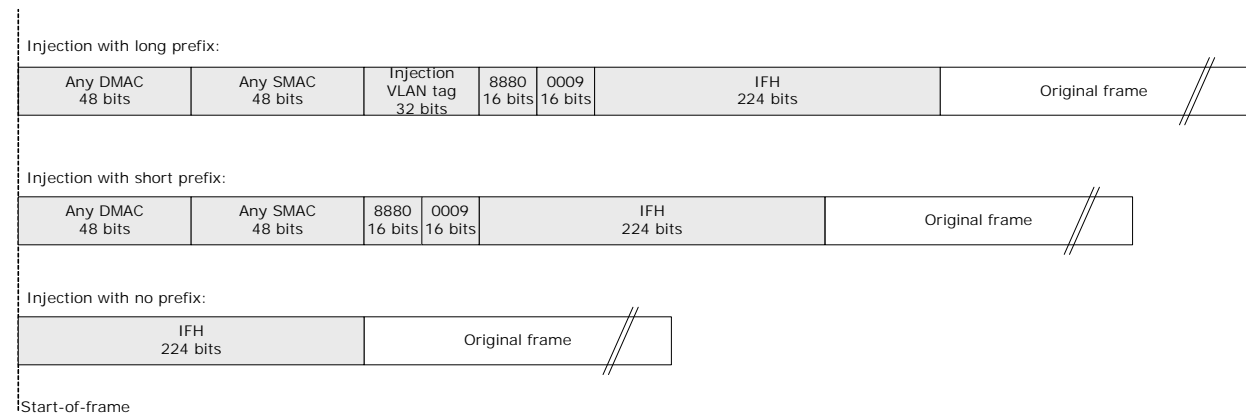 Injection with long prefix:
Any DMAC
48 bits
Any SMAC
48 bits
Injection
VLAN tag
32 bits
8880
16 bits
0009
16 bits
IFH
224 bits
Original frame
Injection with short prefix:
Any DMAC
48 bits
Any SMAC
48 bits
8880
16 bits
0009
16 bits
IFH
224 bits
Original frame
Injection with no prefix:
IFH
224 bits
Original frame
Start-of-frame